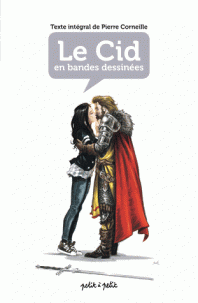 Texte intégral de Pierre Corneille
Le Cid
en bandes dessinées
petit à petit